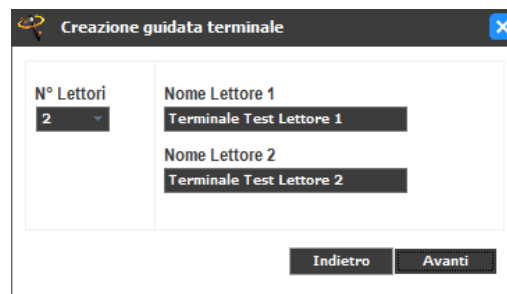 Creazione guidata terminale
N° Lettori
2
Nome Lettore 1
Terminale Test Lettore 1
Nome Lettore 2
Terminale Test Lettore 2
Indietro
Avanti